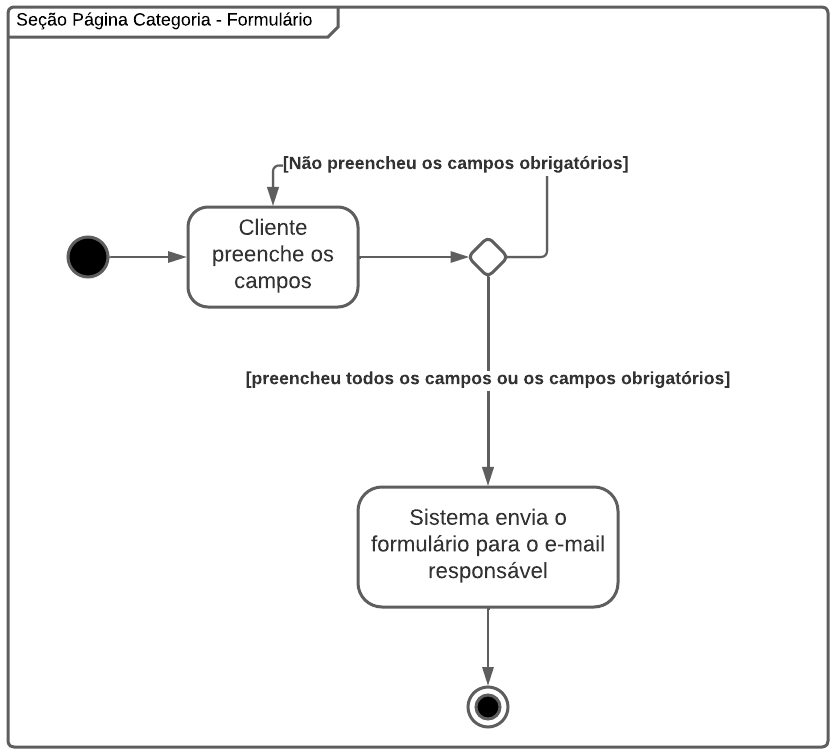 Seção Página Categoria - Formulário
[Não preencheu os campos obrigatórios]
Cliente
preenche os
campos
[preencheu todos os campos ou os campos obrigatórios]
Sistema envia o
formulário para o e-mail
responsável